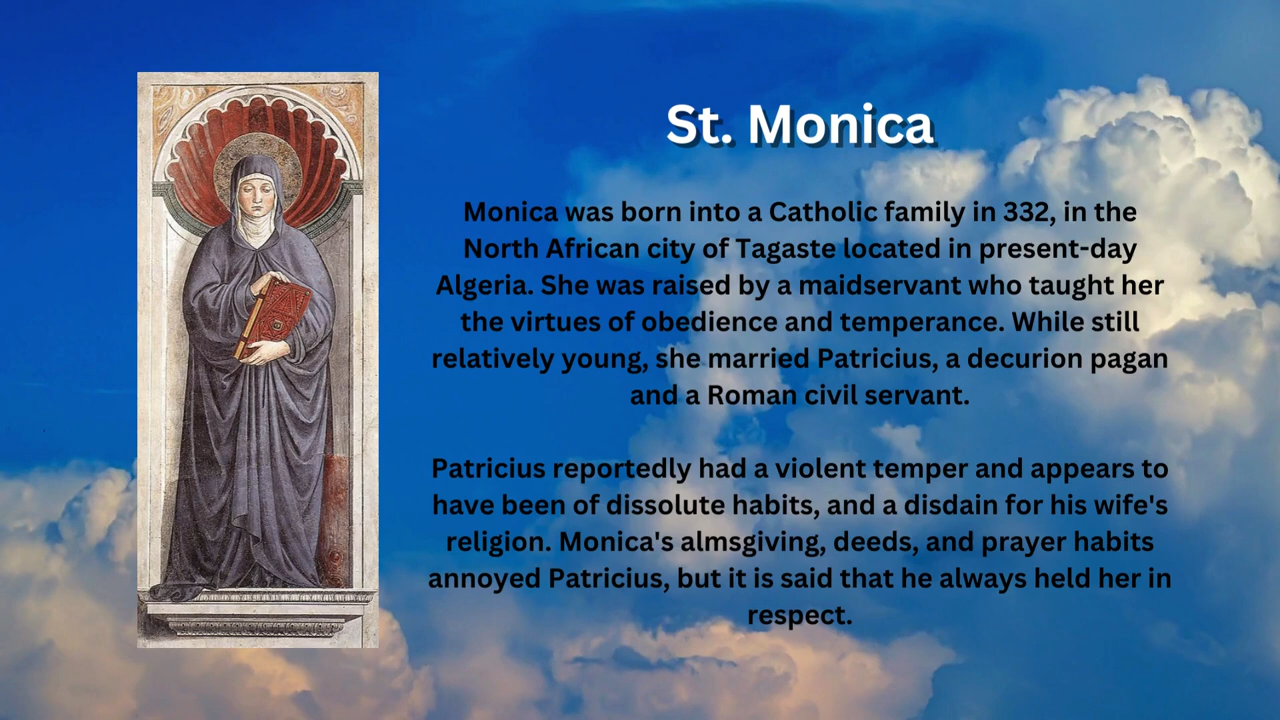 St. Monica
Monica was born into a Catholic family in 332, in the
North African city of Tagaste located in present-day
Algeria. She was raised by a maidservant who taught her
the virtues of obedience and temperance. While still
relatively young, she married Patricius, a decurion pagan
and a Roman civil servant.
Patricius reportedly had a violent temper and appears to
have been of dissolute habits, and a disdain for his wife's
religion. Monica's almsgiving, deeds, and prayer habits
annoyed Patricius, but it is said that he always held her in
respect.